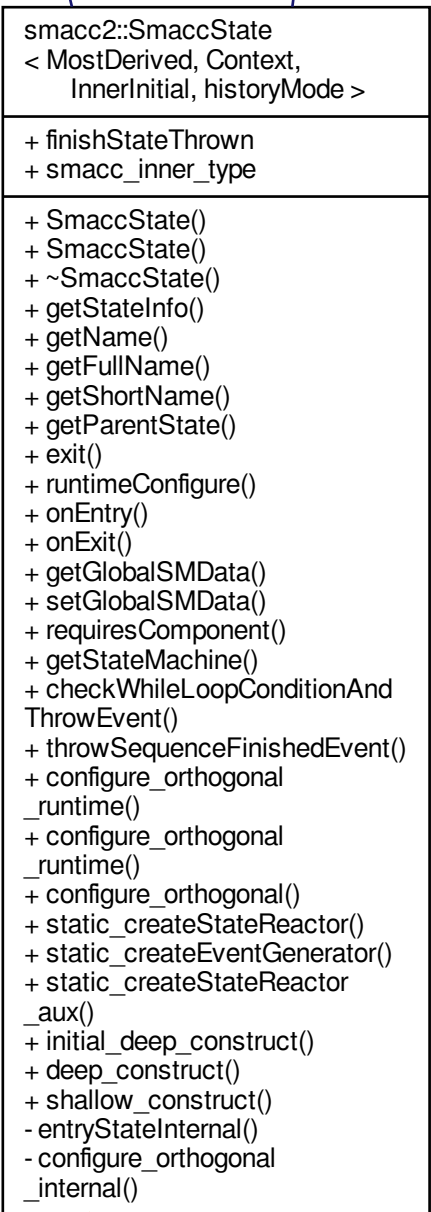 smacc2::SmaccState
< MostDerived, Context,
InnerInitial, historyMode >
+ finishStateThrown
+ smacc_inner_type
+ SmaccState()
+ SmaccState()
+ ~SmaccState()
+ getStateInfo()
+ getName()
+ getFullName()
+ getShortName()
+ getParentState()
+ exit()
+ runtimeConfigure()
+ onEntry()
+ onExit()
+ getGlobalSMData()
+ setGlobalSMData()
+ requiresComponent()
+ getStateMachine()
+ checkWhileLoopConditionAnd
ThrowEvent()
+ throwSequenceFinishedEvent()
+ configure_orthogonal
_runtime()
+ configure_orthogonal
_runtime()
+ configure_orthogonal()
+ static_createStateReactor()
+ static_createEventGenerator()
+ static_createStateReactor
_aux()
+ initial_deep_construct()
+ deep_construct()
+ shallow_construct()
- entryStateInternal()
- configure_orthogonal
_internal()